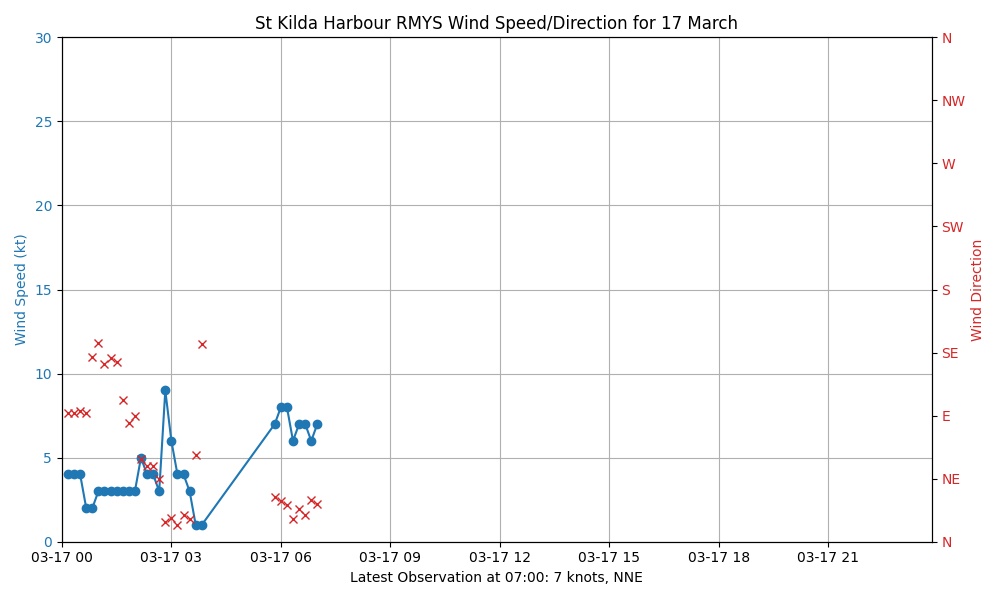 St Kilda Harbour RMYS Wind Speed/Direction for 17 March
Wind Speed (kt)
30
25
20
15
10
5
0
N
NW
W
SW
S
SE
E
NE
N
Wind Direction
03-17 00
03-17 03
03-17 06
03-17 09
03-17 12
03-17 15
03-17 18
03-17 21
Latest Observation at 07:00: 7 knots, NNE